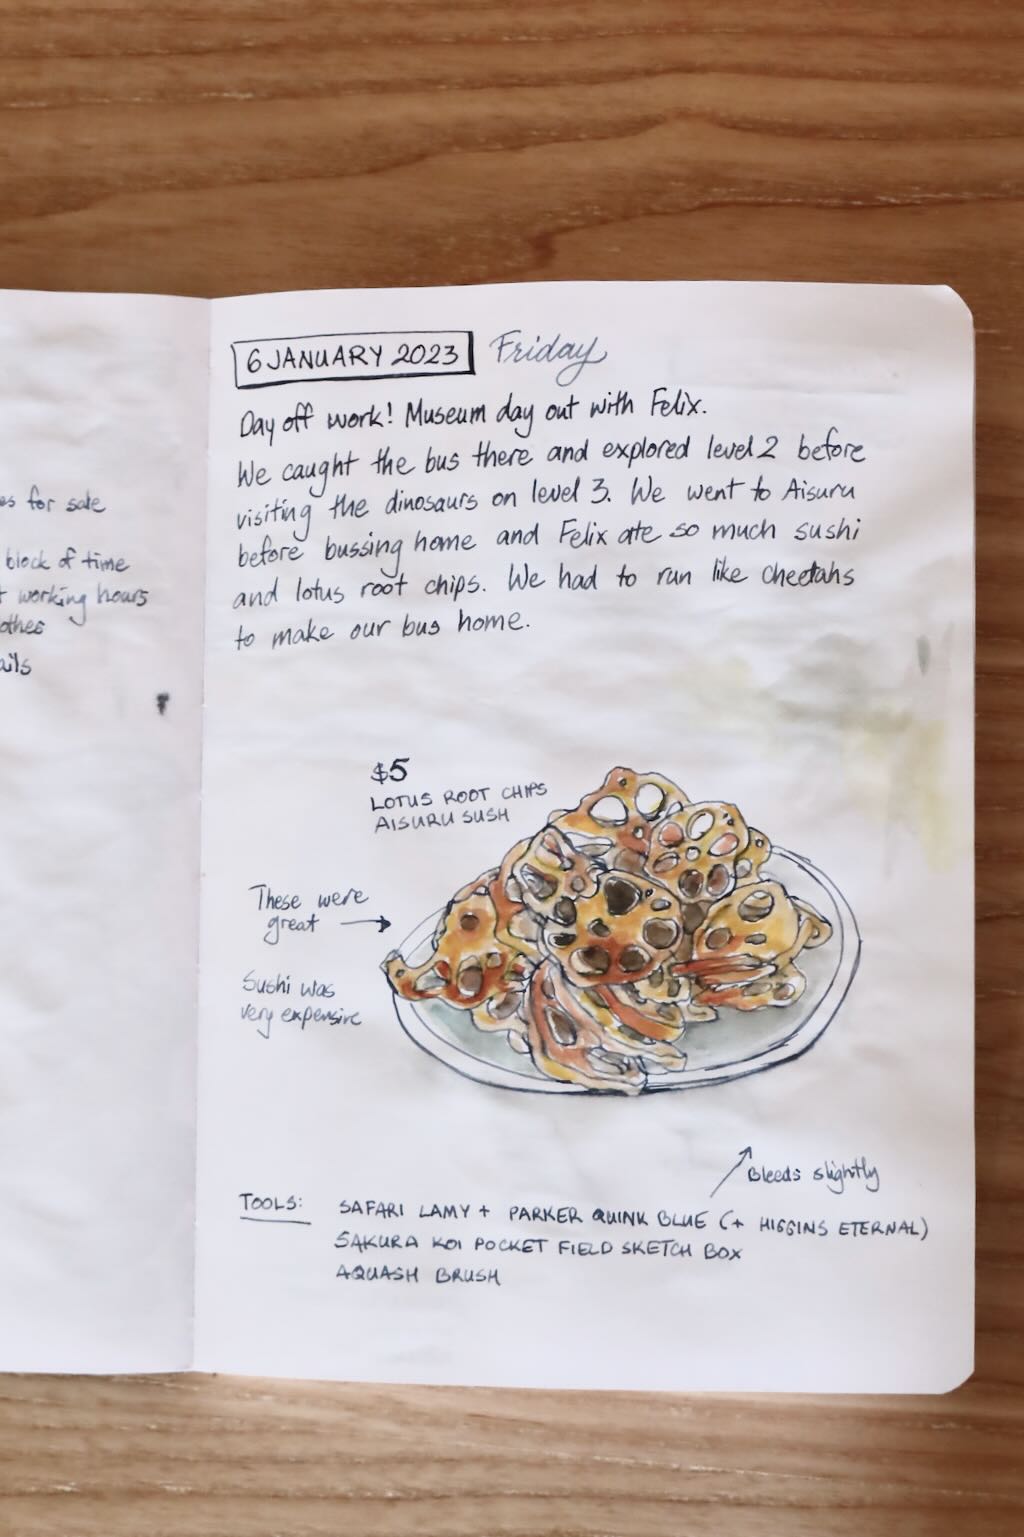 es for sale
block of time
working hours
othes
ails
6 JANUARY 2023 Friday
Day off work! Museum day out with Felix.
We caught the bus there and explored level 2 before
visiting the dinosaurs on level 3. We went to Aisuru
before bussing home and Felix ate so much sushi
and lotus root chips. We had to run like cheetahs
to make our bus home.
$5
LOTUS ROOT CHIPS
AISURU SUSH
These were
great
Sushi was
very expensive
Bleeds slightly
TOOLS: SAFARI LAMY + PARKER QUINK BLUE (+ HIGGINS ETERNAL)
SAKURA KOI POCKET FIELD SKETCH BOX
AQUASH BRUSH